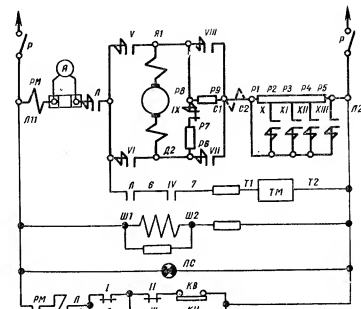 V Я1 VIII
Р Я Р
РМ Л Р8 Р9 С1 С2 Р1 Р2 Р3 Р4 Р5
IX X XI XII XIII Л2
Л11 Р7
Р6
VI Д2 VII
Л 6 IV 7 Т1 ТМ Т2
Ш1 Ш2
ЛС
РМ Л I II КВ